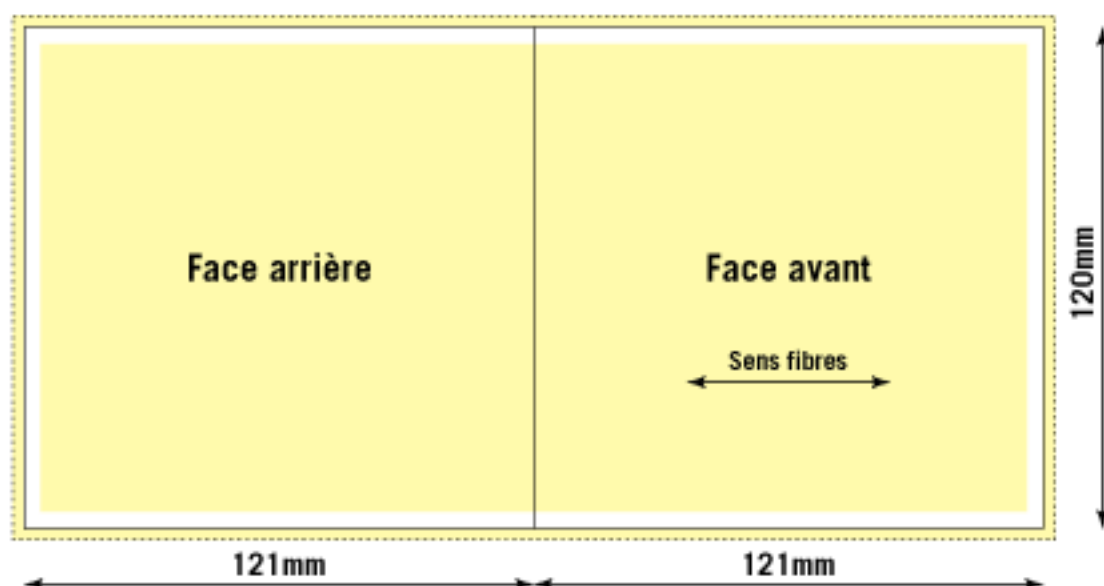 Face arrière
Face avant
Sens fibres
120mm
121mm
121mm